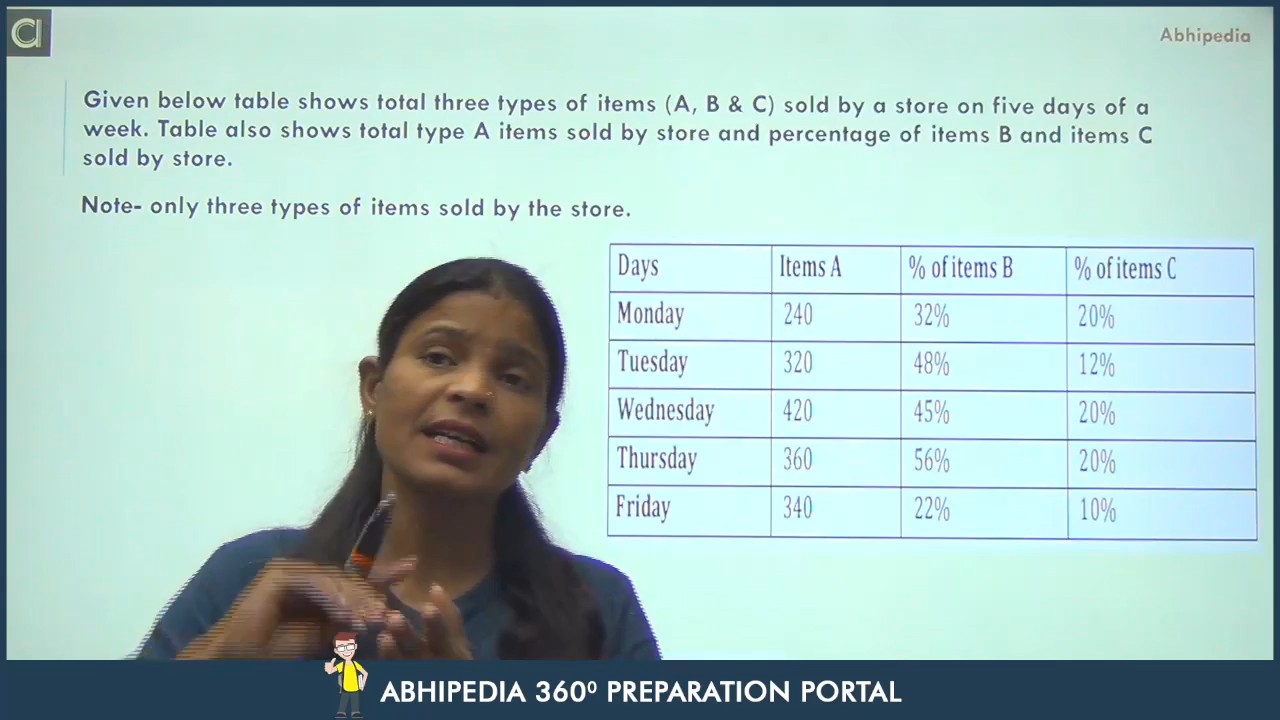 Abhipedia
Given below table shows total three types of items (A, B & C) sold by a store on five days of a
week. Table also shows total type A items sold by store and percentage of items B and items C
sold by store.
Note- only three types of items sold by the store.
Days Items A % of items B % of items C
Monday 240 32% 20%
Tuesday 320 48% 12%
Wednesday 420 45% 20%
Thursday 360 56% 20%
Friday 340 22% 10%
ABHIPEDIA 360⁰ PREPARATION PORTAL